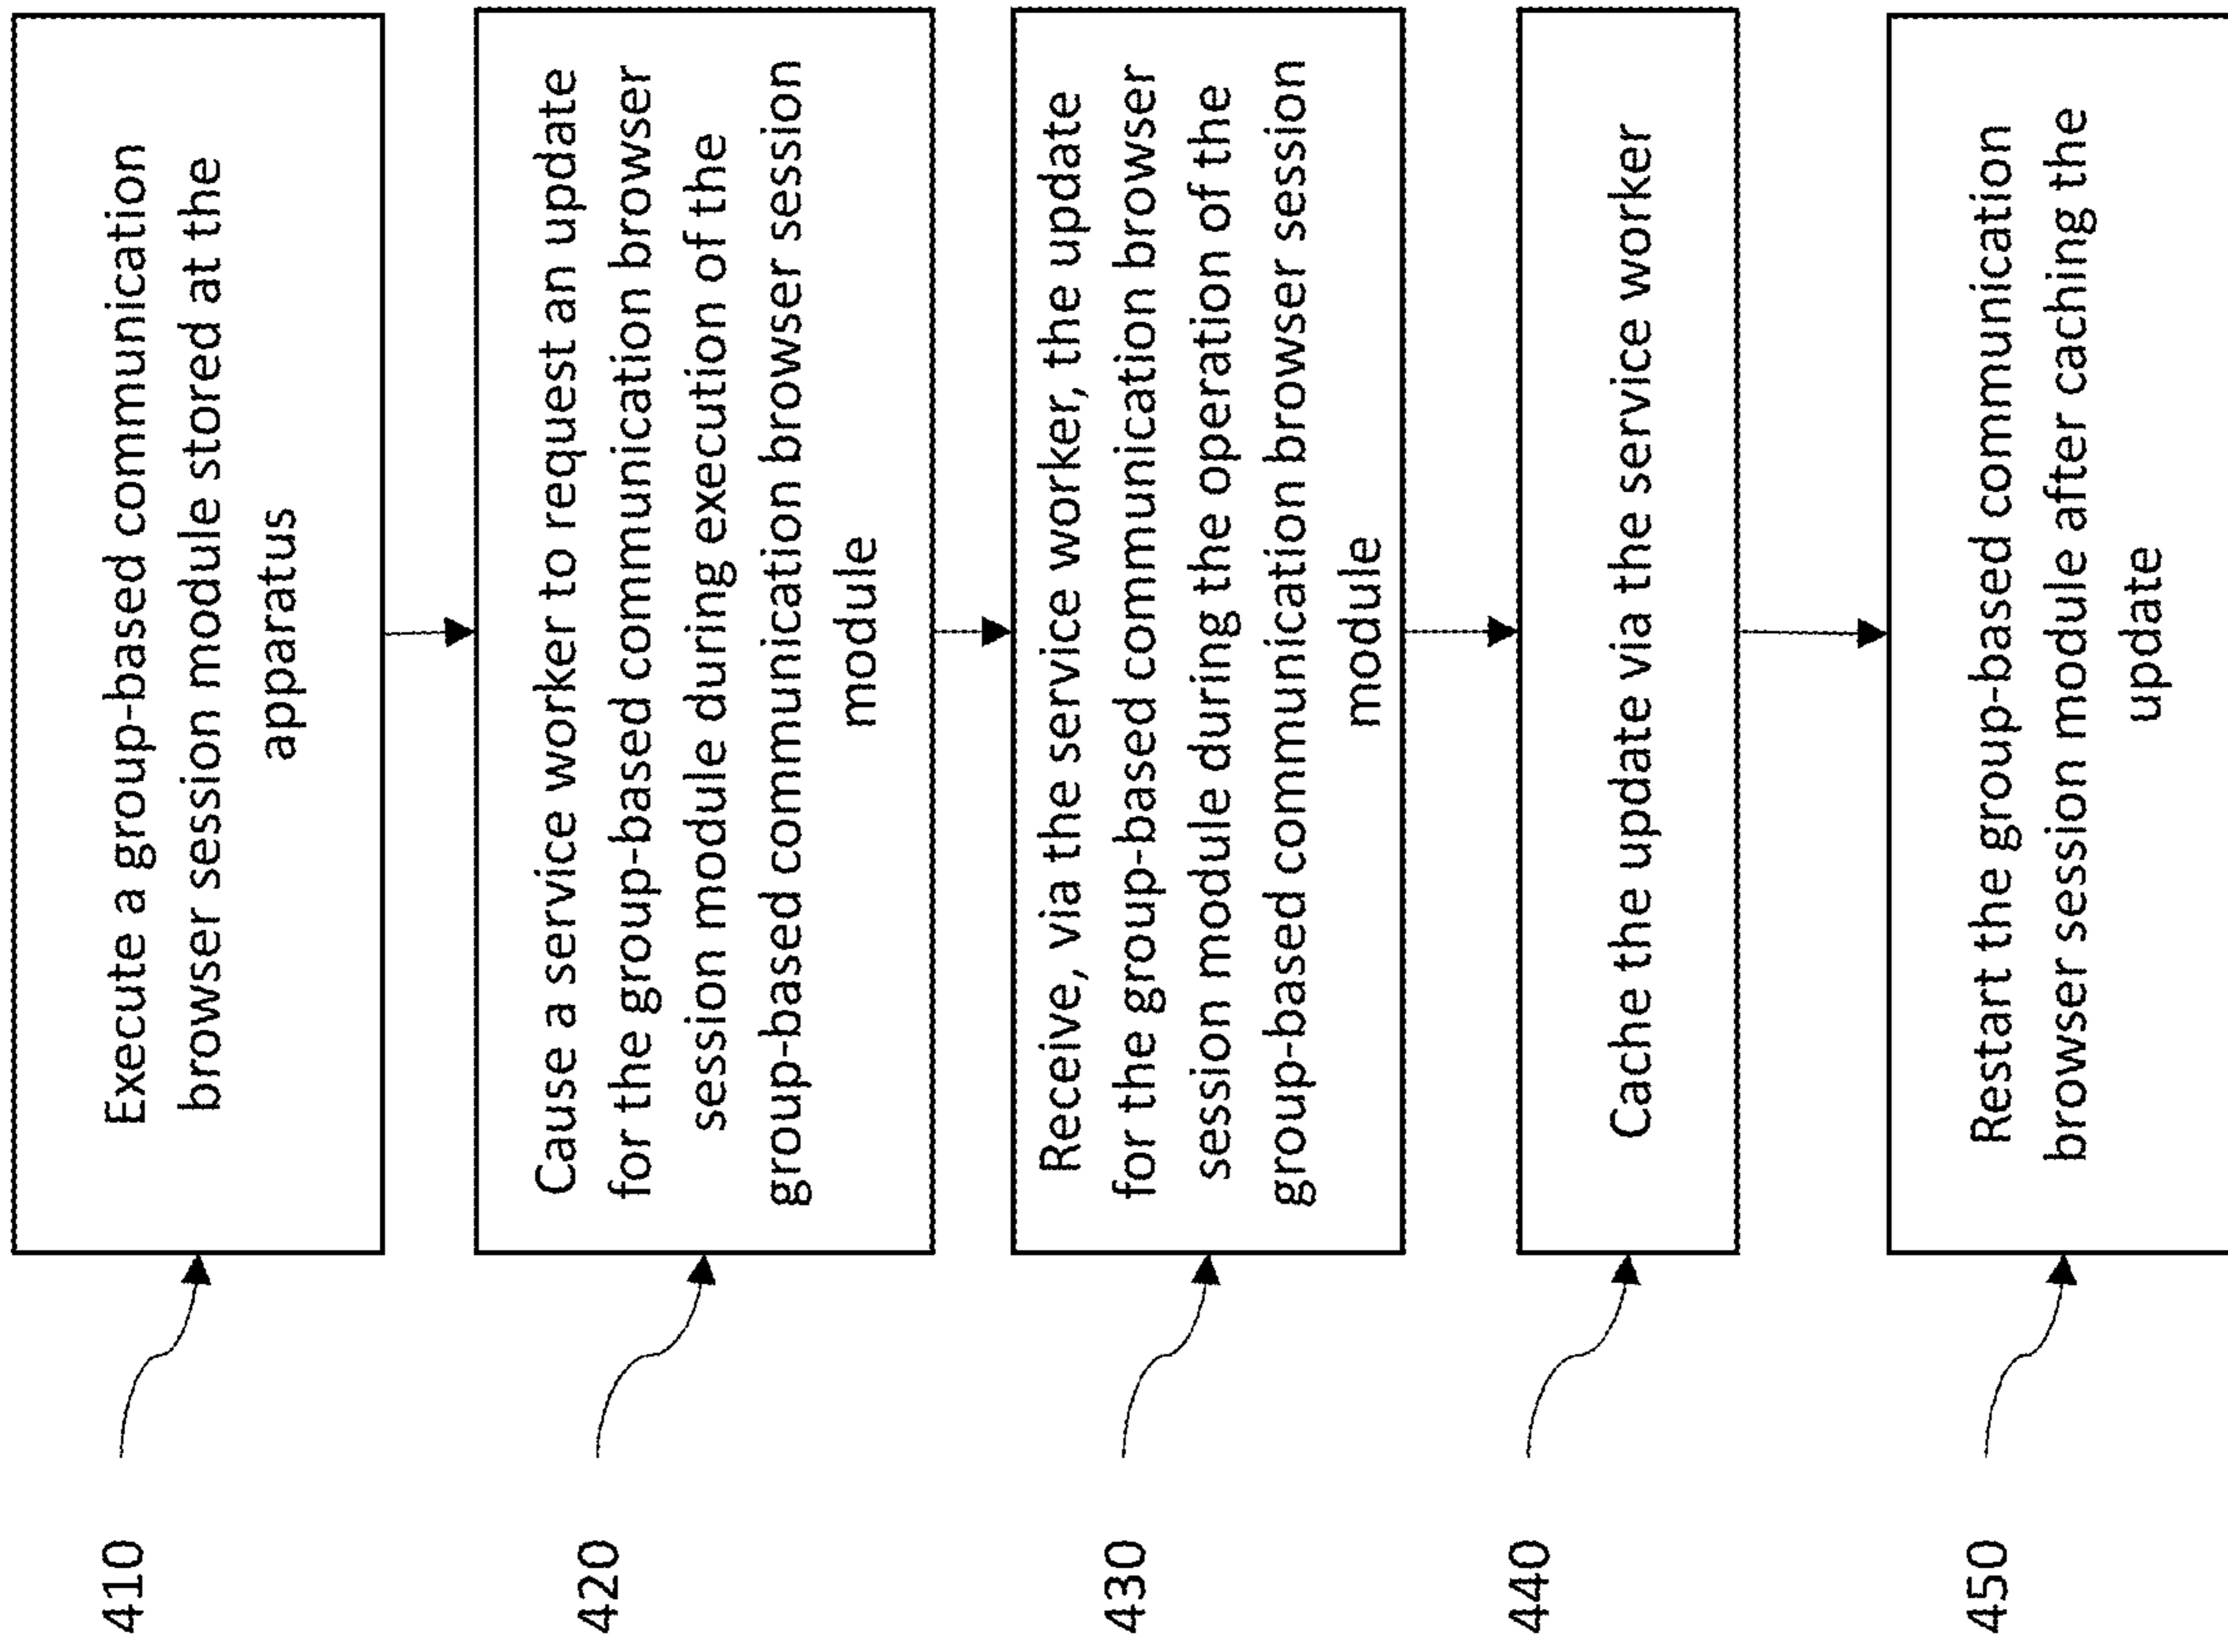 410
Execute a group-based communication
browser session module stored at the
apparatus
420
Cause a service worker to request an update
for the group-based communication browser
session module during execution of the
group-based communication browser session
module
430
Receive, via the service worker, the update
for the group-based communication browser
session module during the operation of the
group-based communication browser session
module
440
Cache the update via the service worker
450
Restart the group-based communication
browser session module after caching the
update